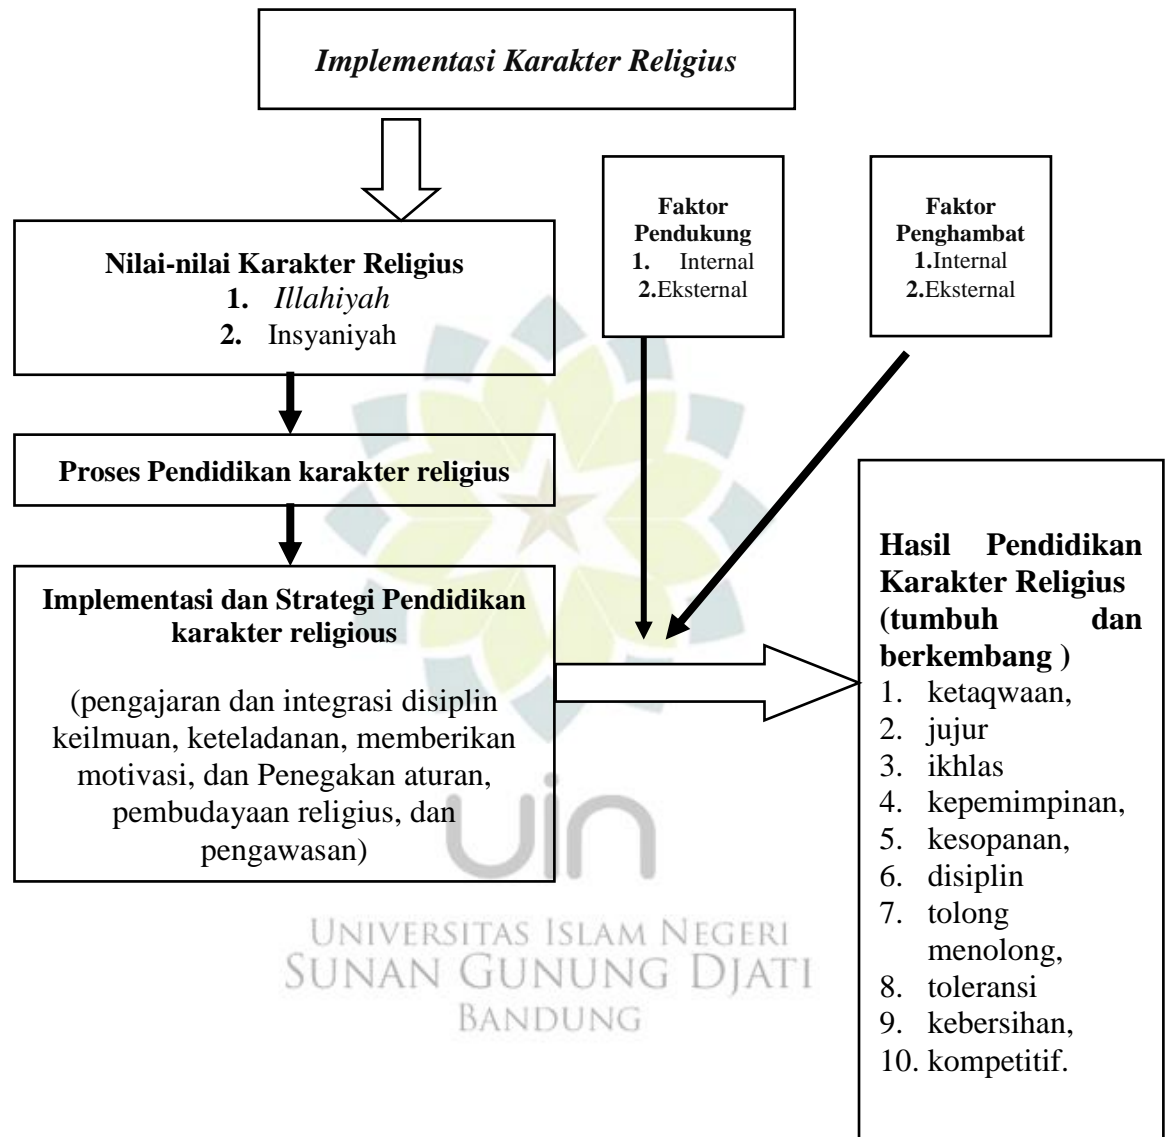 Implementasi Karakter Religius
Faktor
Pendukung
1. Internal
2.Eksternal
Faktor
Penghambat
1.Internal
2.Eksternal
Nilai-nilai Karakter Religius
1. Illahiyah
2. Insyaniyah
Proses Pendidikan karakter religius
Implementasi dan Strategi Pendidikan
karakter religious
(pengajaran dan integrasi disiplin
keilmuan, keteladanan, memberikan
motivasi, dan Penegakan aturan,
pembudayaan religius, dan
pengawasan)
Hasil Pendidikan
Karakter Religius
(tumbuh dan
berkembang )
1. ketaqwaan,
2. jujur
3. ikhlas
4. kepemimpinan,
5. kesopanan,
6. disiplin
7. tolong
menolong,
8. toleransi
9. kebersihan,
10. kompetitif.
uin
UNIVERSITAS ISLAM NEGERI
SUNAN GUNUNG DJATI
BANDUNG